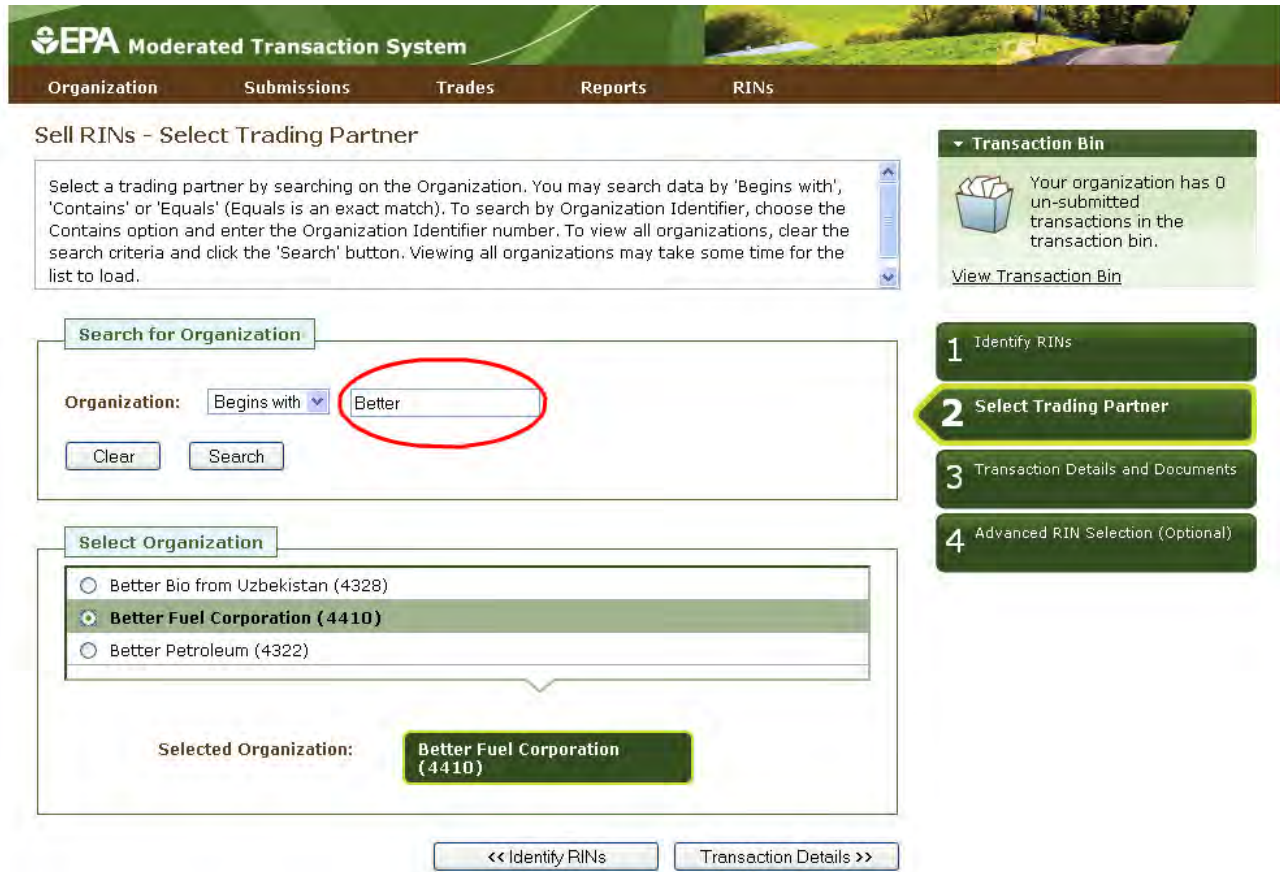 EPA Moderated Transaction System
Organization Submissions Trades Reports RINs
Sell RINs - Select Trading Partner
Select a trading partner by searching on the Organization. You may search data by 'Begins with',
'Contains' or 'Equals' (Equals is an exact match). To search by Organization Identifier, choose the
Contains option and enter the Organization Identifier number. To view all organizations, clear the
search criteria and click the 'Search' button. Viewing all organizations may take some time for the
list to load.
Transaction Bin
Your organization has 0
un-submitted
transactions in the
transaction bin.
View Transaction Bin
Search for Organization
Organization: Begins with Better
Clear Search
1 Identify RINs
2 Select Trading Partner
3 Transaction Details and Documents
4 Advanced RIN Selection (Optional)
Select Organization
Better Bio from Uzbekistan (4328)
Better Fuel Corporation (4410)
Better Petroleum (4322)
Selected Organization: Better Fuel Corporation
(4410)
<< Identify RINs Transaction Details >>